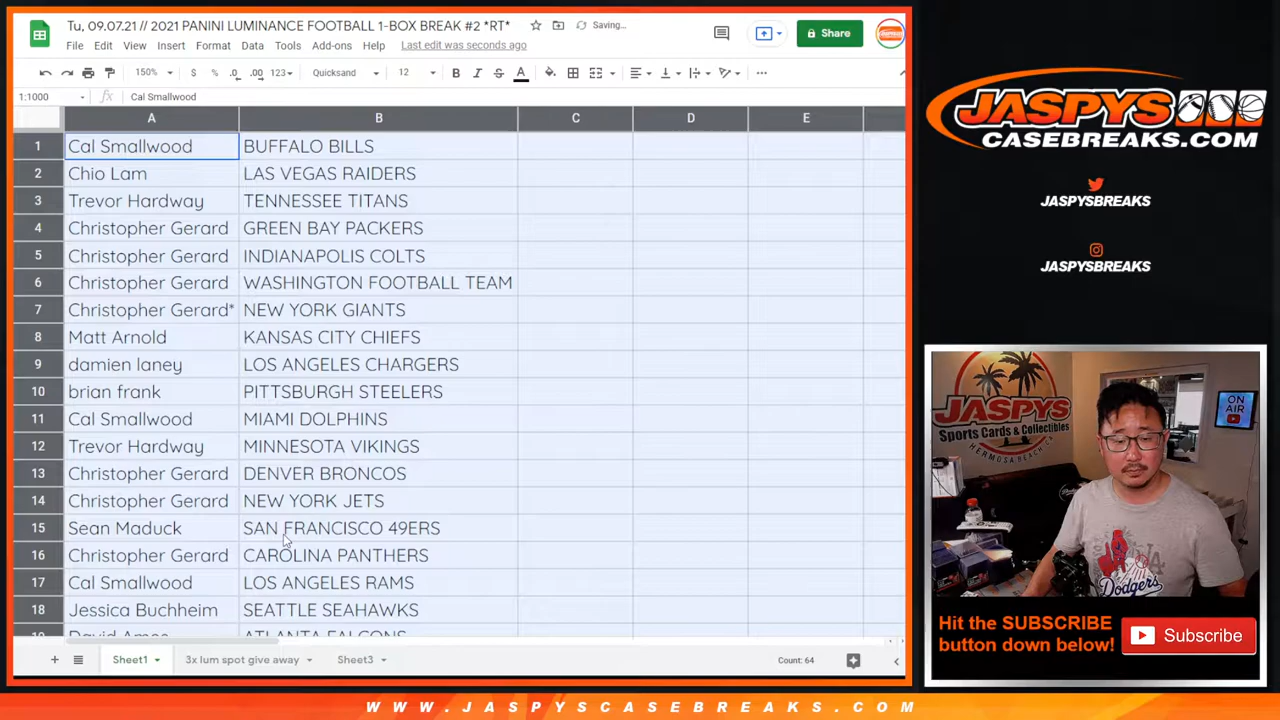 Tu, 09.07.21 // 2021 PANINI LUMINANCE FOOTBALL 1-BOX BREAK #2 *RT*
Saving...
File Edit View Insert Format Data Tools Add-ons Help Last edit was seconds ago
Share
150% $ % .0 .00 123 Quicksand 12 B I S A
1:1000 fx Cal Smallwood
A B C D E
1 Cal Smallwood BUFFALO BILLS
2 Chio Lam LAS VEGAS RAIDERS
3 Trevor Hardway TENNESSEE TITANS
4 Christopher Gerard GREEN BAY PACKERS
5 Christopher Gerard INDIANAPOLIS COLTS
6 Christopher Gerard WASHINGTON FOOTBALL TEAM
7 Christopher Gerard* NEW YORK GIANTS
8 Matt Arnold KANSAS CITY CHIEFS
9 damien laney LOS ANGELES CHARGERS
10 brian frank PITTSBURGH STEELERS
11 Cal Smallwood MIAMI DOLPHINS
12 Trevor Hardway MINNESOTA VIKINGS
13 Christopher Gerard DENVER BRONCOS
14 Christopher Gerard NEW YORK JETS
15 Sean Maduck SAN FRANCISCO 49ERS
16 Christopher Gerard CAROLINA PANTHERS
17 Cal Smallwood LOS ANGELES RAMS
18 Jessica Buchheim SEATTLE SEAHAWKS
19 David Ames ATLANTA FALCONS
Sheet1 3x lum spot give away Sheet3 Count: 64
JASPYS
CASEBREAKS.COM
JASPYSBREAKS
JASPYSBREAKS
JASPYS
Sports Cards & Collectibles
HERMOSA BEACH
ON AIR
LA
Dodgers
Hit the SUBSCRIBE
button down below!
Subscribe
WWW.JASPYSCASEBREAKS.COM